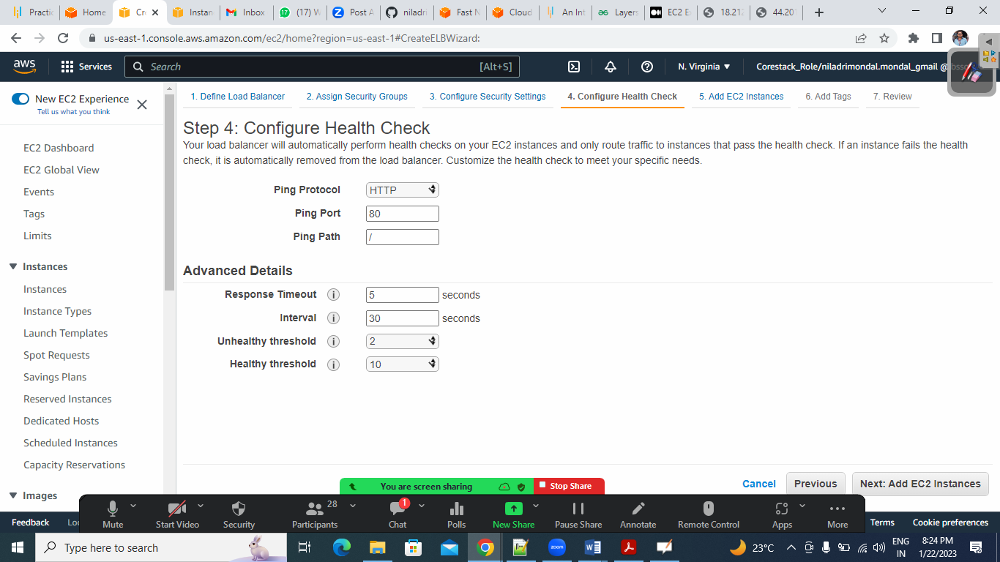 Practic
Home
Cr
Instan
Inbox
(17) W
Post A
niladri
Fast N
Cloud
An Int
Layers
EC2 E
18.212
44.201
us-east-1.console.aws.amazon.com/ec2/home?region=us-east-1#CreateELBWizard:
aws
Services
Search
[Alt+S]
N. Virginia
Corestack_Role/niladrimondal.mondal_gmail @
New EC2 Experience
Tell us what you think
1. Define Load Balancer
2. Assign Security Groups
3. Configure Security Settings
4. Configure Health Check
5. Add EC2 Instances
6. Add Tags
7. Review
EC2 Dashboard
EC2 Global View
Events
Tags
Limits
Instances
Instances
Instance Types
Launch Templates
Spot Requests
Savings Plans
Reserved Instances
Dedicated Hosts
Scheduled Instances
Capacity Reservations
Images
Step 4: Configure Health Check
Your load balancer will automatically perform health checks on your EC2 instances and only route traffic to instances that pass the health check. If an instance fails the health
check, it is automatically removed from the load balancer. Customize the health check to meet your specific needs.
Ping Protocol HTTP
Ping Port 80
Ping Path /
Advanced Details
Response Timeout i 5 seconds
Interval i 30 seconds
Unhealthy threshold i 2
Healthy threshold i 10
Cancel
Previous
Next: Add EC2 Instances
You are screen sharing
Stop Share
Mute
Start Video
Security
28
Participants
1
Chat
Polls
New Share
Pause Share
Annotate
Remote Control
Apps
More
Feedback
Terms
Cookie preferences
Type here to search
zoom
23°C
ENG
IN
8:24 PM
1/22/2023